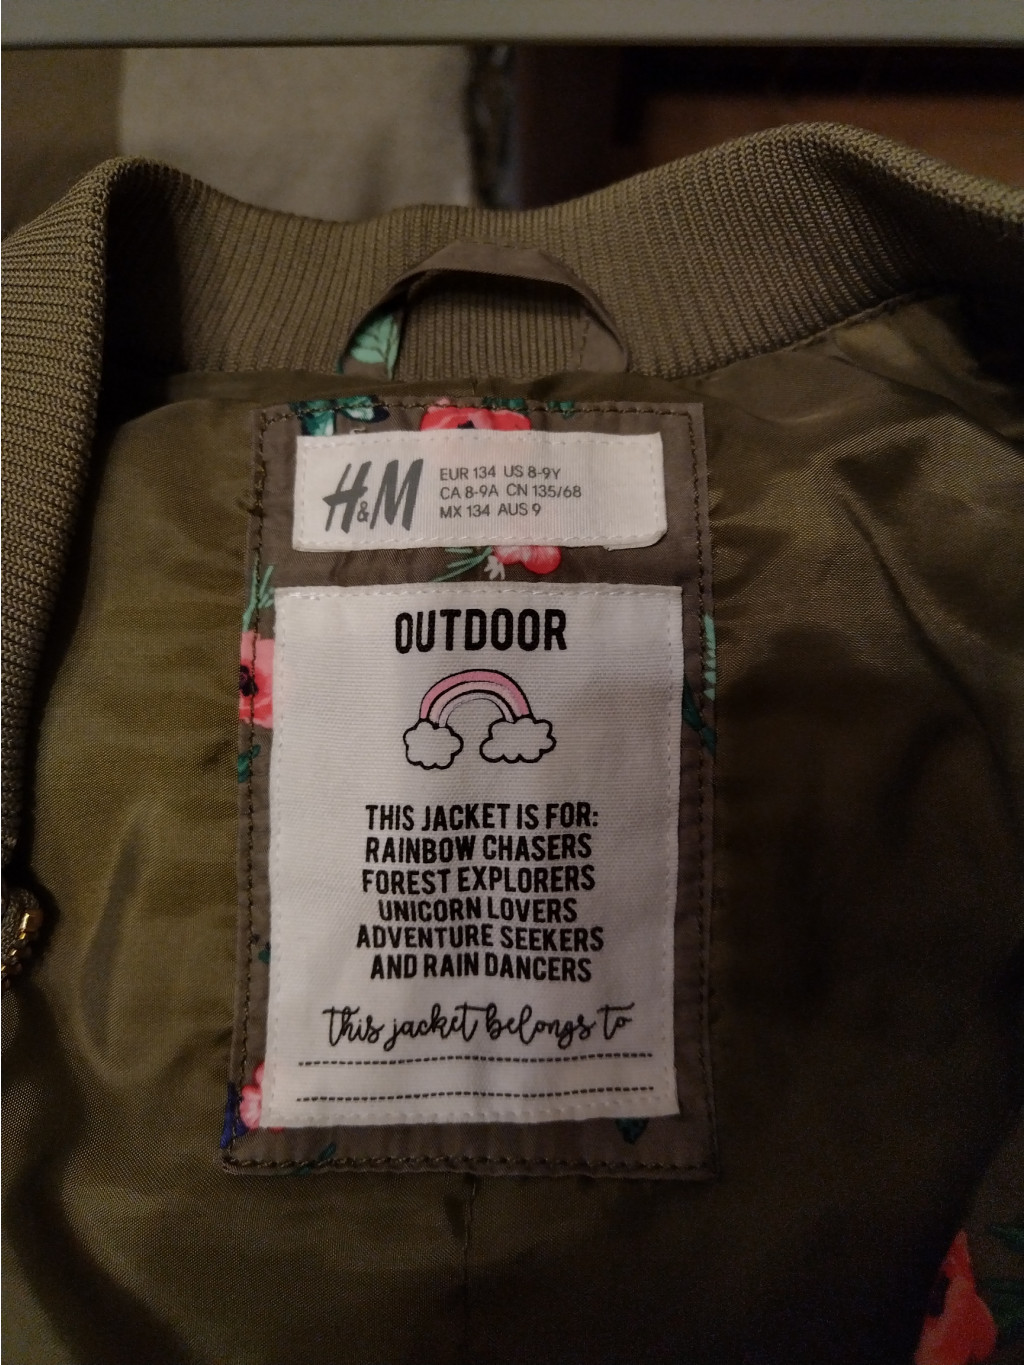 H&M
EUR 134 US 8-9Y
CA 8-9A CN 135/68
MX 134 AUS 9
OUTDOOR
THIS JACKET IS FOR:
RAINBOW CHASERS
FOREST EXPLORERS
UNICORN LOVERS
ADVENTURE SEEKERS
AND RAIN DANCERS
this jacket belongs to